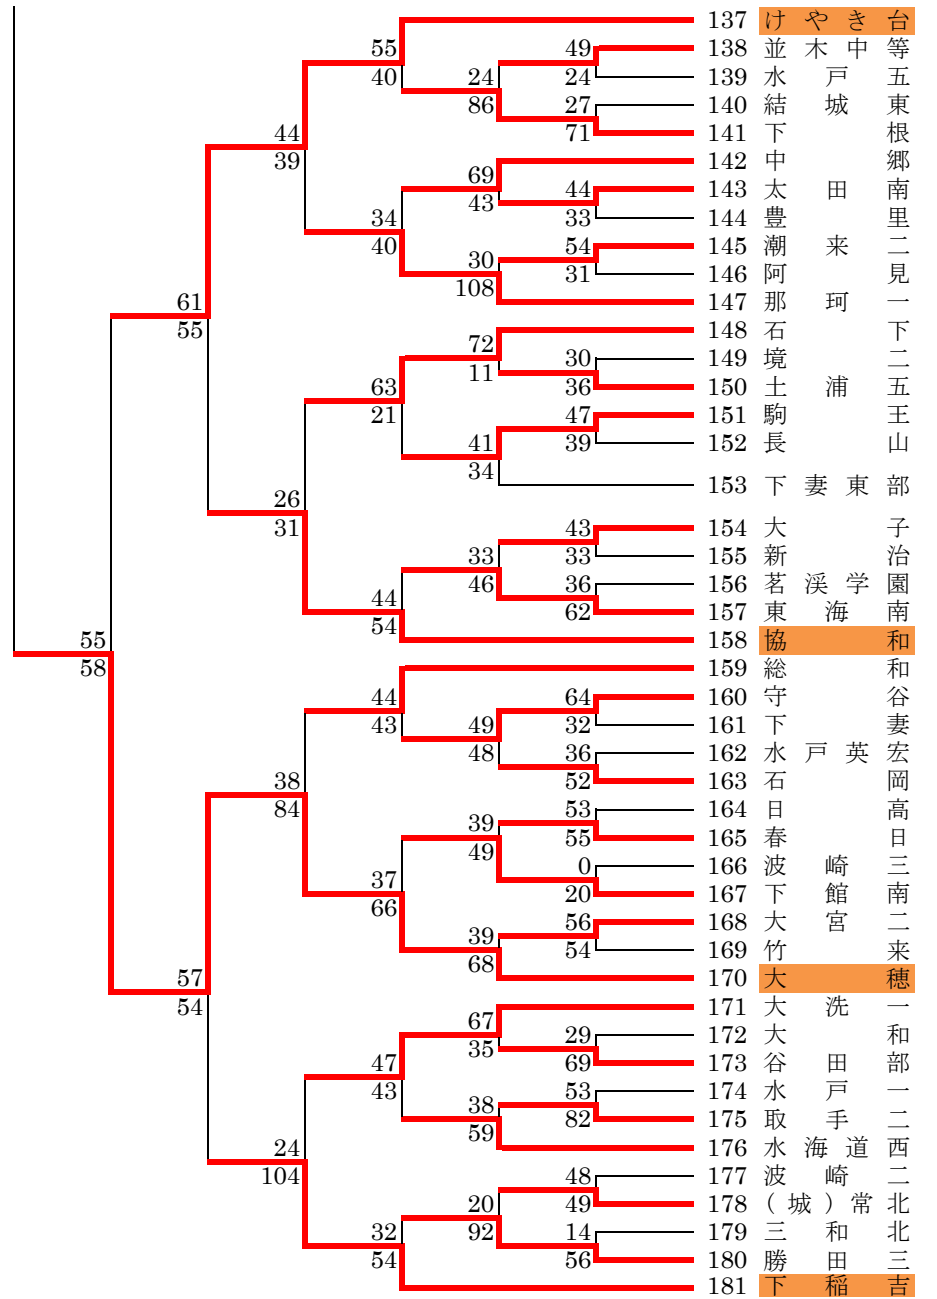 137 けやき台
55 49 138 並木中等
40 24 24 139 水戸五
86 27 140 結城東
44 71 141 下根
39 142 中郷
69
44 143 太田南
43
34 33 144 豊里
40 54 145 潮来二
30
31 146 阿見
108
61 147 那珂一
55 148 石下
72
30 149 境二
11
63 36 150 土浦五
21 47 151 駒王
41 39 152 長山
34
153 下妻東部
26
31 43 154 大子
33 33 155 新治
46 36 156 茗渓学園
44
62 157 東海南
54
55 158 協和
58 159 総和
44 64 160 守谷
43 49 32 161 下妻
48 36 162 水戸英宏
38 52 163 石岡
84 53 164 日高
39
55 165 春日
49
0 166 波崎三
37
20 167 下館南
66
56 168 大宮二
39
54 169 竹来
68
57 170 大穂
54 171 大洗一
67
29 172 大和
35
47 69 173 谷田部
43 53 174 水戸一
38
82 175 取手二
59
24 176 水海道西
104 48 177 波崎二
20 49 178 (城)常北
32 92 14 179 三和北
54 56 180 勝田三
181 下稲吉